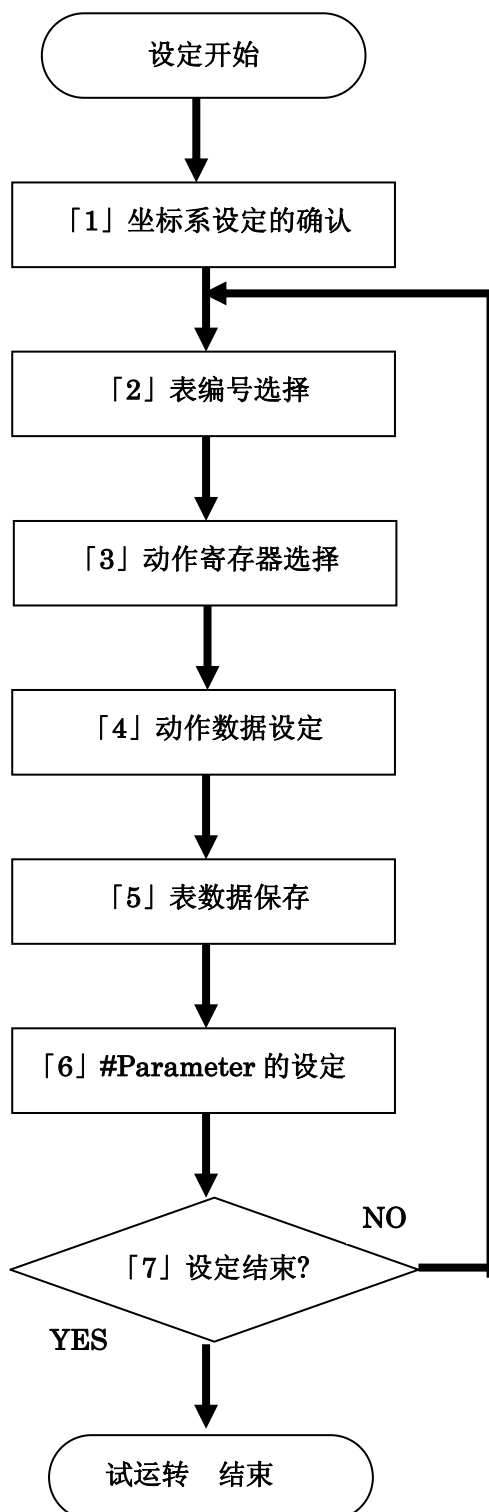 设定开始
「1」坐标系设定的确认
「2」表编号选择
「3」动作寄存器选择
「4」动作数据设定
「5」表数据保存
「6」#Parameter 的设定
NO
「7」设定结束?
YES
试运转　结束